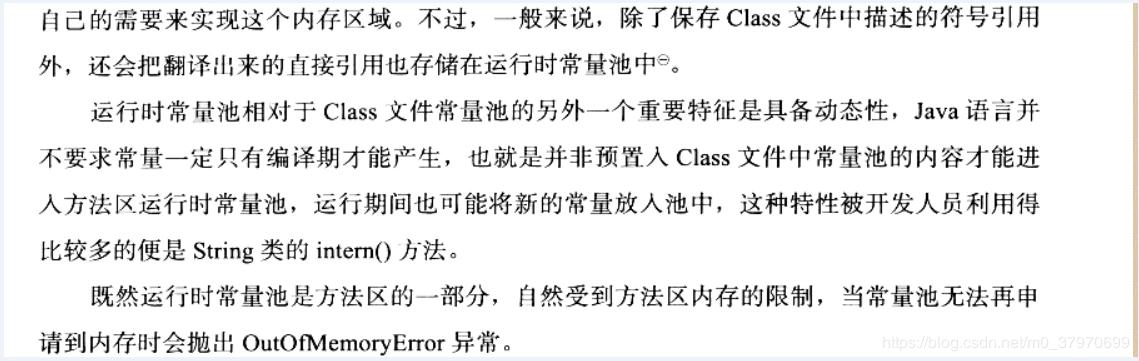 自己的需要来实现这个内存区域。不过，一般来说，除了保存 Class 文件中描述的符号引用
外，还会把翻译出来的直接引用也存储在运行时常量池中㊀。
运行时常量池相对于 Class 文件常量池的另外一个重要特征是具备动态性，Java 语言并
不要求常量一定只有编译期才能产生，也就是并非预置入 Class 文件中常量池的内容才能进
入方法区运行时常量池，运行期间也可能将新的常量放入池中，这种特性被开发人员利用得
比较多的便是 String 类的 intern() 方法。
既然运行时常量池是方法区的一部分，自然受到方法区内存的限制，当常量池无法再申
请到内存时会抛出 OutOfMemoryError 异常。
https://blog.csdn.net/m0_37970699